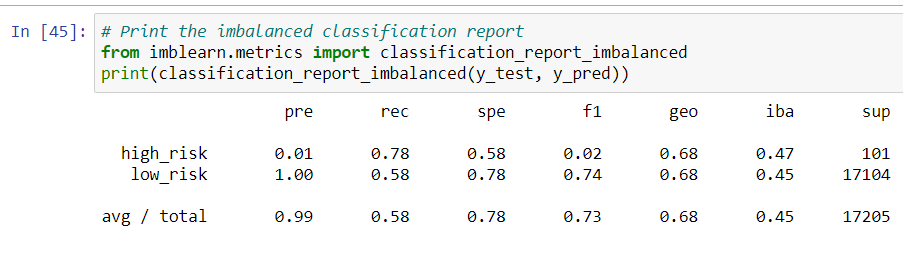 In [45]: # Print the imbalanced classification report
from imblearn.metrics import classification_report_imbalanced
print(classification_report_imbalanced(y_test, y_pred))
pre rec spe f1 geo iba sup
high_risk 0.01 0.78 0.58 0.02 0.68 0.47 101
low_risk 1.00 0.58 0.78 0.74 0.68 0.45 17104
avg / total 0.99 0.58 0.78 0.73 0.68 0.45 17205